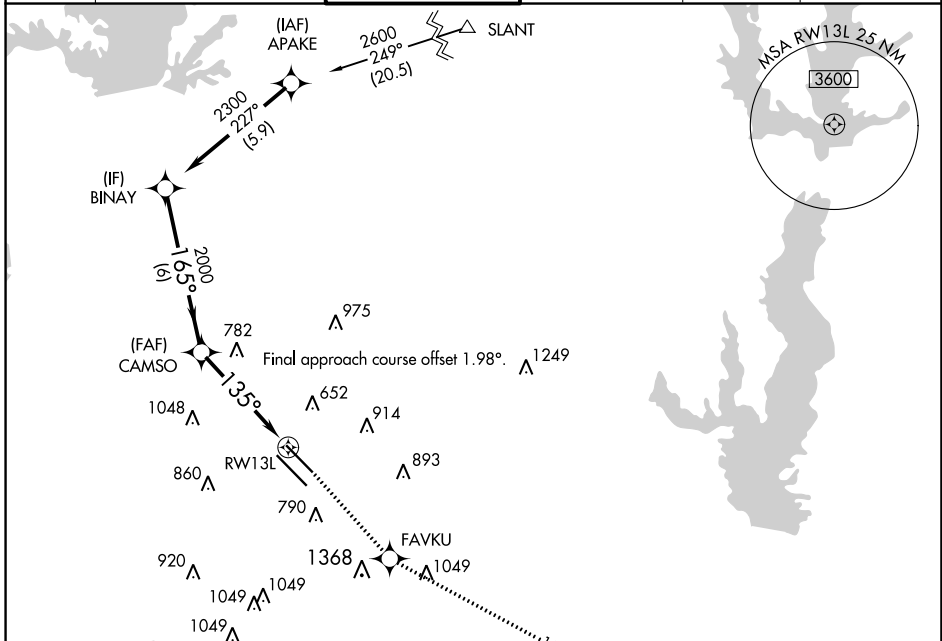 (IAF)
APAKE
2600
249°
(20.5)
SLANT
MSA RW13L 25 NM
3600
2300
227°
(5.9)
(IF)
BINAY
2000
165°
(6)
975
782
(FAF)
CAMSO
Final approach course offset 1.98°.
1249
135°
652
1048
914
RW13L
893
860
790
FAVKU
1368
920
1049
1049
1049
1049